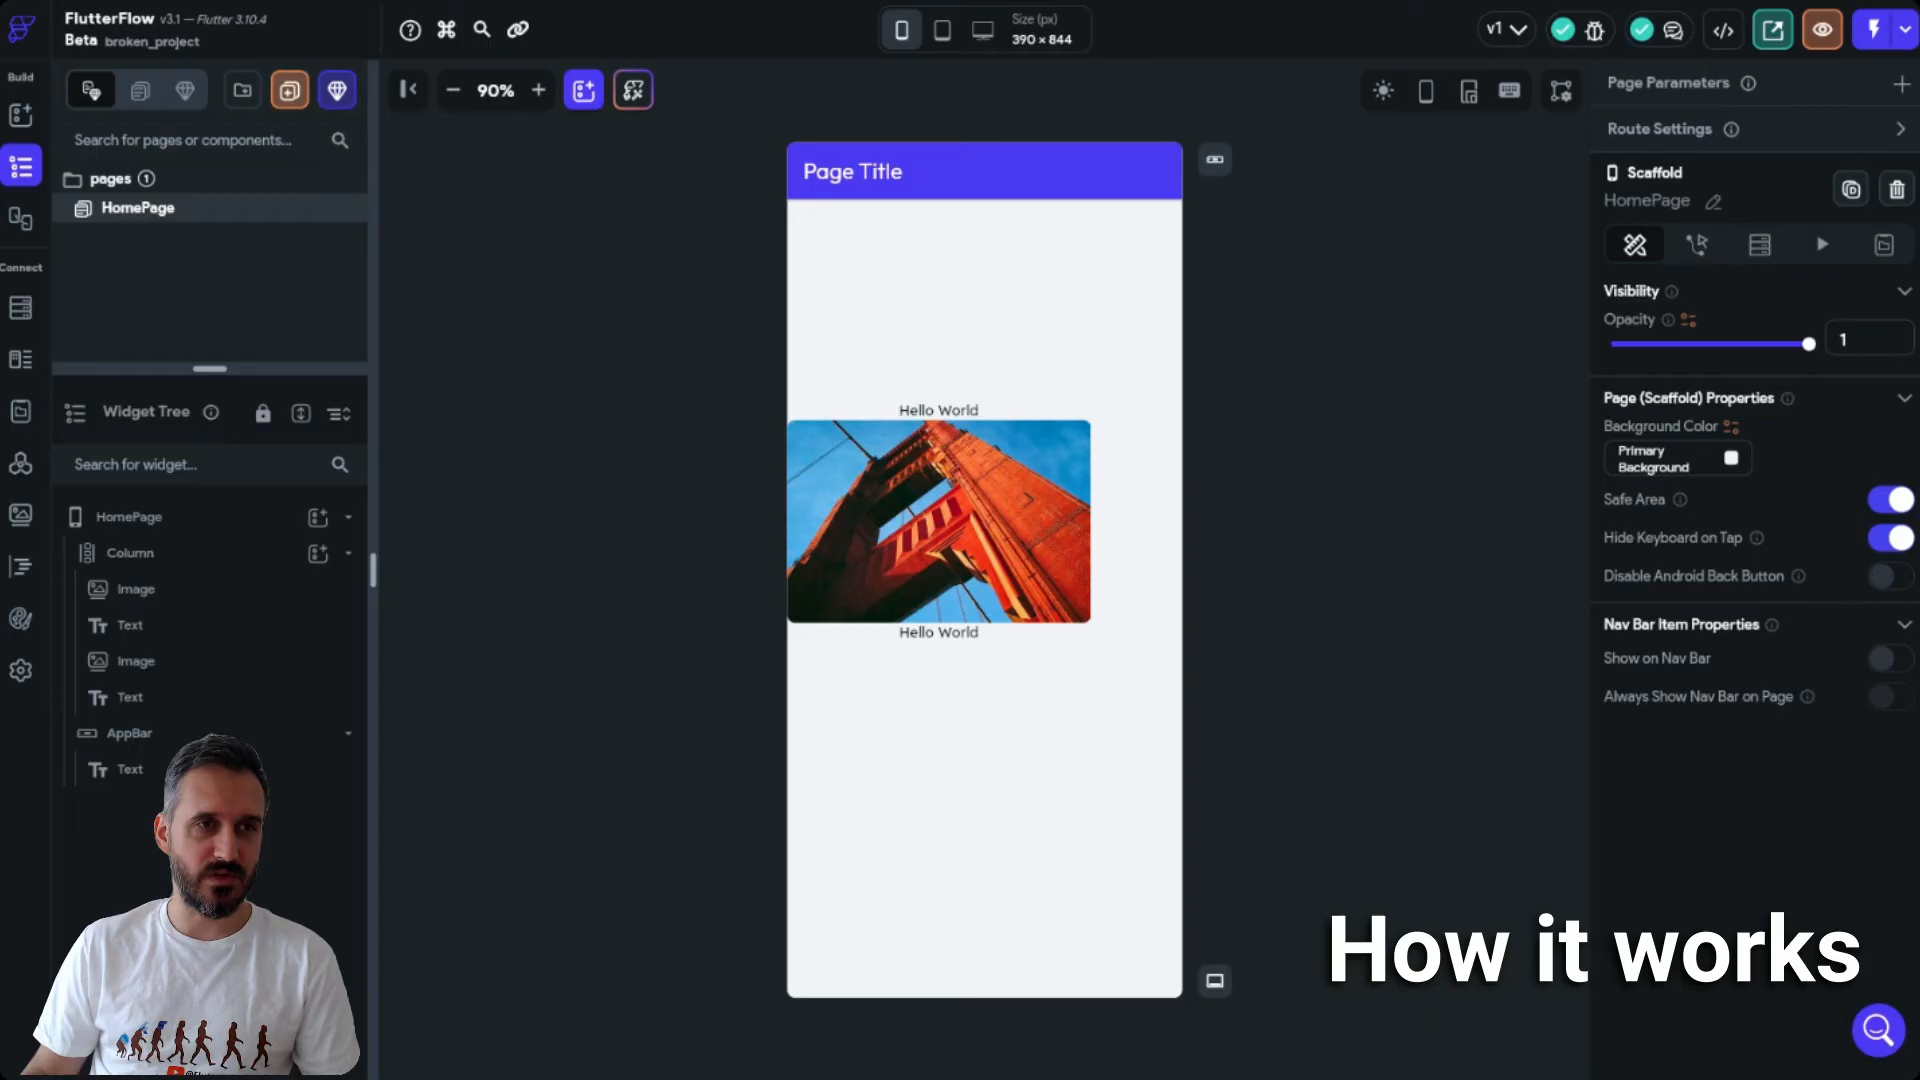 FlutterFlow v3.1 — Flutter 3.10.4
Beta broken_project
Size (px)
390 × 844
v1
Build
90%
Page Parameters
Search for pages or components...
Route Settings
pages 1
HomePage
Page Title
Scaffold
HomePage
Connect
Visibility
Opacity
1
Widget Tree
Hello World
Page (Scaffold) Properties
Background Color
Primary
Background
Search for widget...
Safe Area
HomePage
Hide Keyboard on Tap
Column
Disable Android Back Button
Image
Text
Hello World
Nav Bar Item Properties
Image
Show on Nav Bar
Text
Always Show Nav Bar on Page
AppBar
Text
How it works